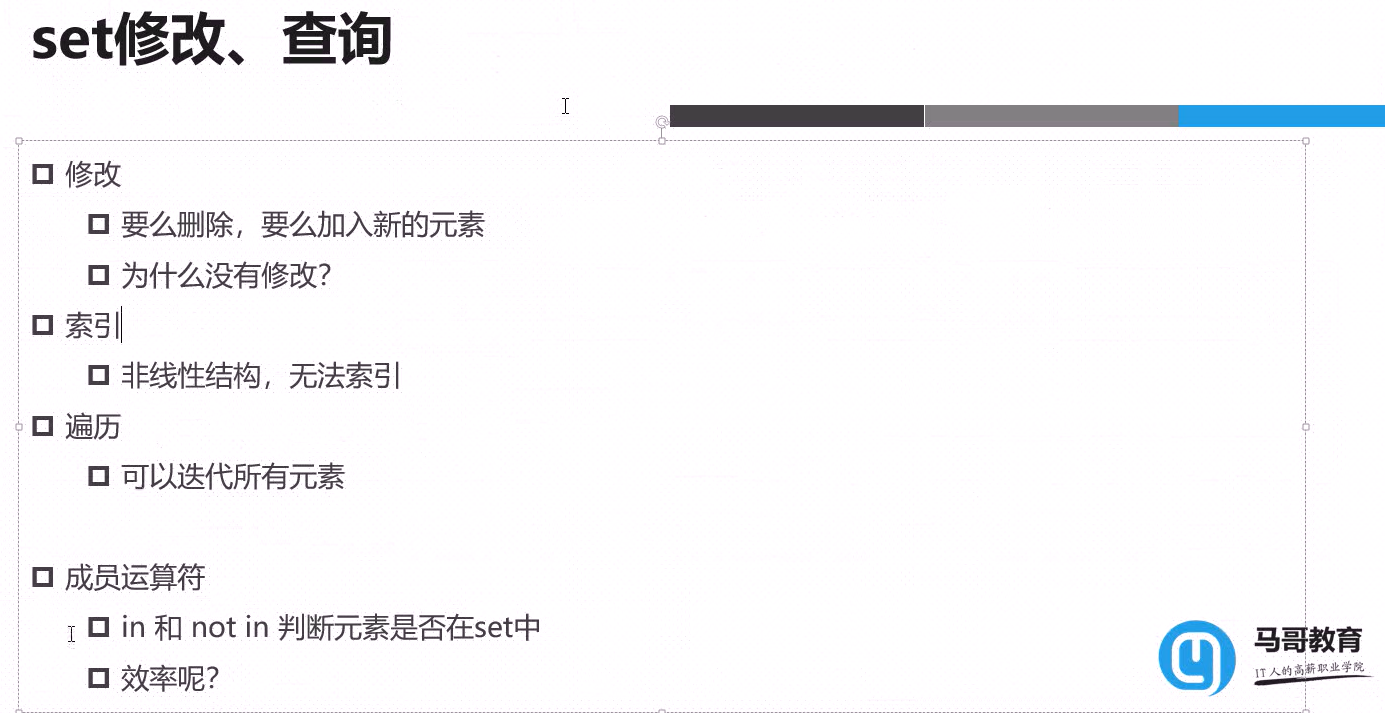 set修改、查询
修改
要么删除，要么加入新的元素
为什么没有修改？
索引
非线性结构，无法索引
遍历
可以迭代所有元素
成员运算符
in 和 not in 判断元素是否在set中
效率呢？
马哥教育
IT人的高薪职业学院